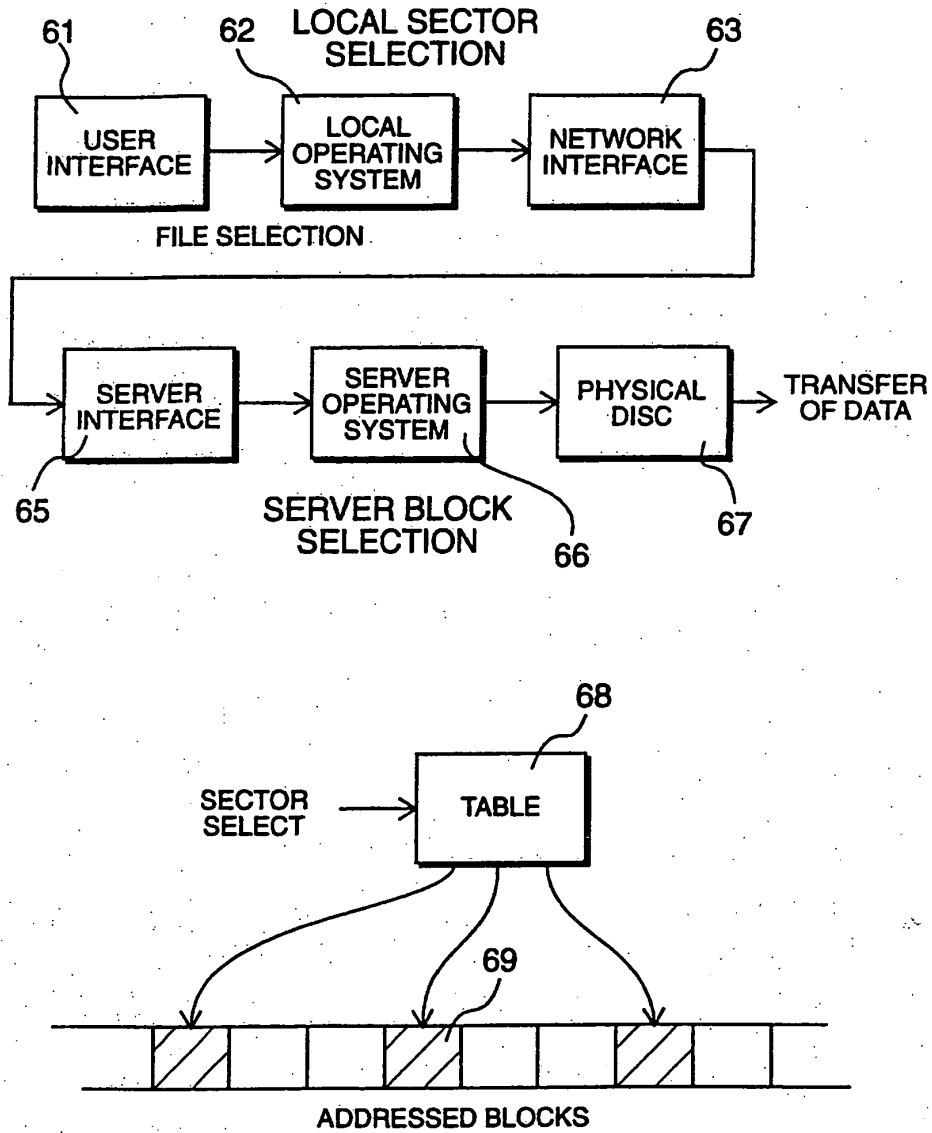 61
62
LOCAL SECTOR
SELECTION
63
USER
INTERFACE
LOCAL
OPERATING
SYSTEM
NETWORK
INTERFACE
FILE SELECTION
SERVER
INTERFACE
SERVER
OPERATING
SYSTEM
PHYSICAL
DISC
TRANSFER
OF DATA
65
SERVER BLOCK
SELECTION
66
67
68
SECTOR
SELECT
TABLE
69
ADDRESSED BLOCKS